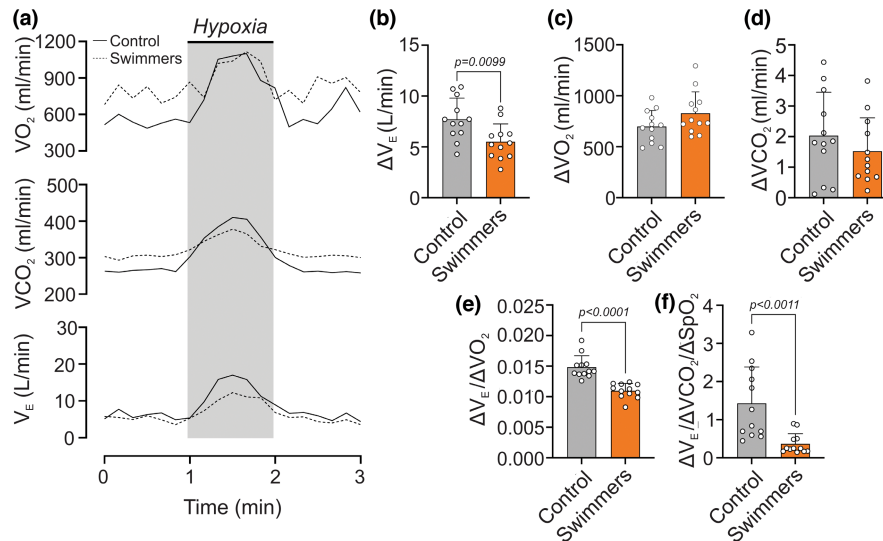 (a)
Hypoxia
Control
Swimmers
1200
900
600
300
VO₂ (ml/min)
500
400
300
200
VCO₂ (ml/min)
30
20
10
0
V_E (L/min)
0 1 2 3
Time (min)
(b)
p=0.0099
15
10
5
0
ΔV_E (L/min)
Control
Swimmers
(c)
1500
1000
500
0
ΔVO₂ (ml/min)
Control
Swimmers
(d)
5
4
3
2
1
0
ΔVCO₂ (ml/min)
Control
Swimmers
(e)
p<0.0001
0.025
0.020
0.015
0.010
0.005
0.000
ΔV_E/ΔVO₂
Control
Swimmers
(f)
p<0.0011
4
3
2
1
0
ΔV_E/ΔVCO₂/ΔSpO₂
Control
Swimmers